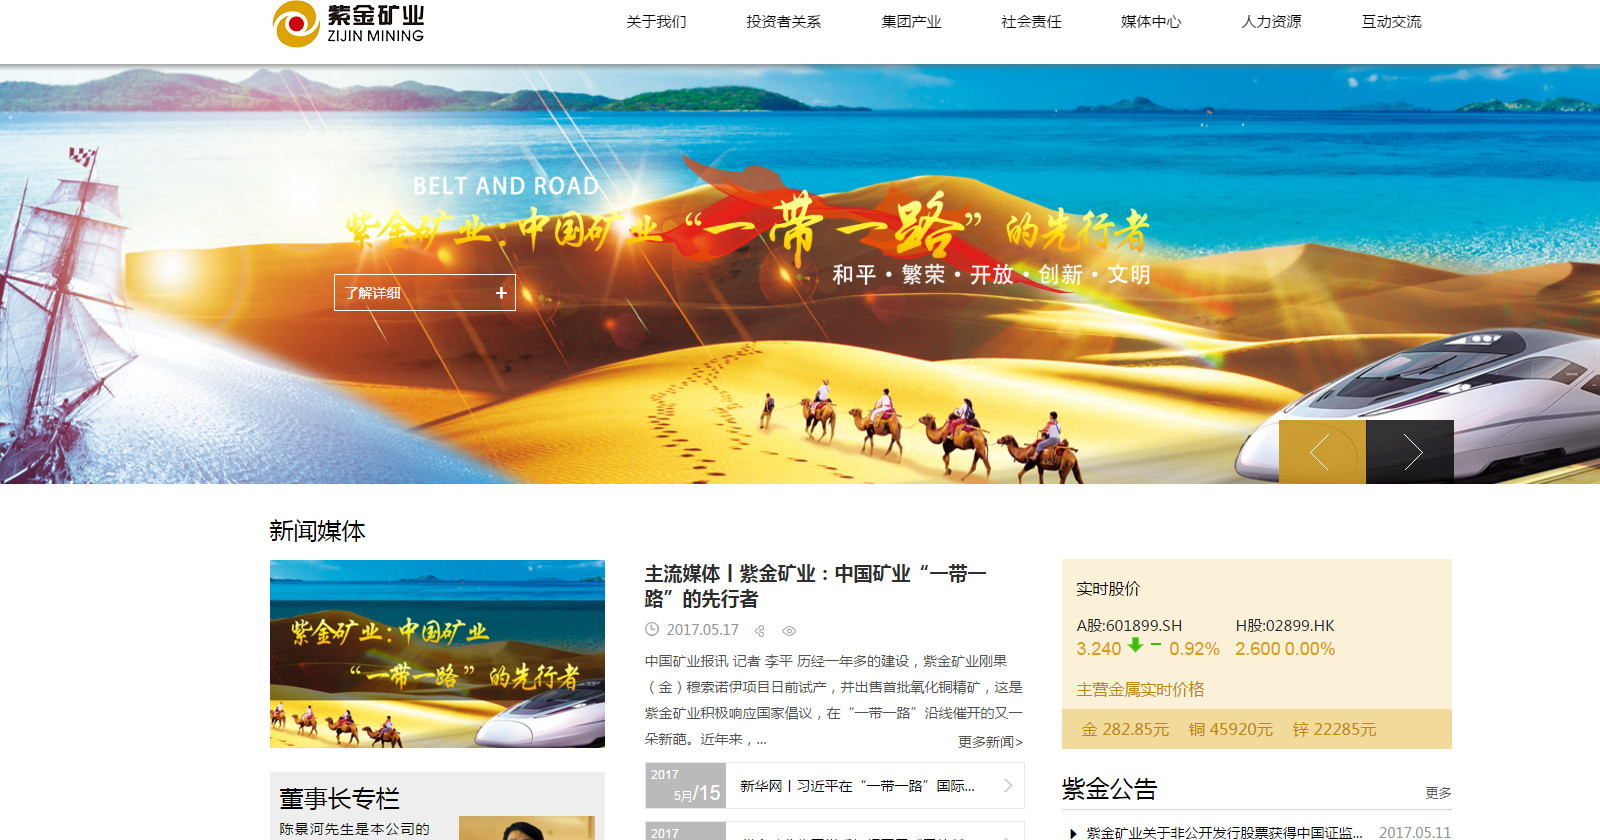 紫金矿业
ZIJIN MINING
关于我们 投资者关系 集团产业 社会责任 媒体中心 人力资源 互动交流
BELT AND ROAD
紫金矿业:中国矿业“一带一路”的先行者
和平·繁荣·开放·创新·文明
了解详细 +
新闻媒体
紫金矿业:中国矿业
“一带一路”的先行者
主流媒体丨紫金矿业：中国矿业“一带一
路”的先行者
2017.05.17
中国矿业报讯 记者 李平 历经一年多的建设，紫金矿业刚果
（金）穆索诺伊项目日前试产，并出售首批氧化铜精矿，这是
紫金矿业积极响应国家倡议，在“一带一路”沿线催开的又一
朵新葩。近年来，...
更多新闻>
2017
5月/15
新华网丨习近平在“一带一路”国际...
2017
实时股价
A股:601899.SH H股:02899.HK
3.240 - 0.92% 2.600 0.00%
主营金属实时价格
金 282.85元 铜 45920元 锌 22285元
紫金公告 更多
紫金矿业关于非公开发行股票获得中国证监... 2017.05.11
董事长专栏
陈景河先生是本公司的